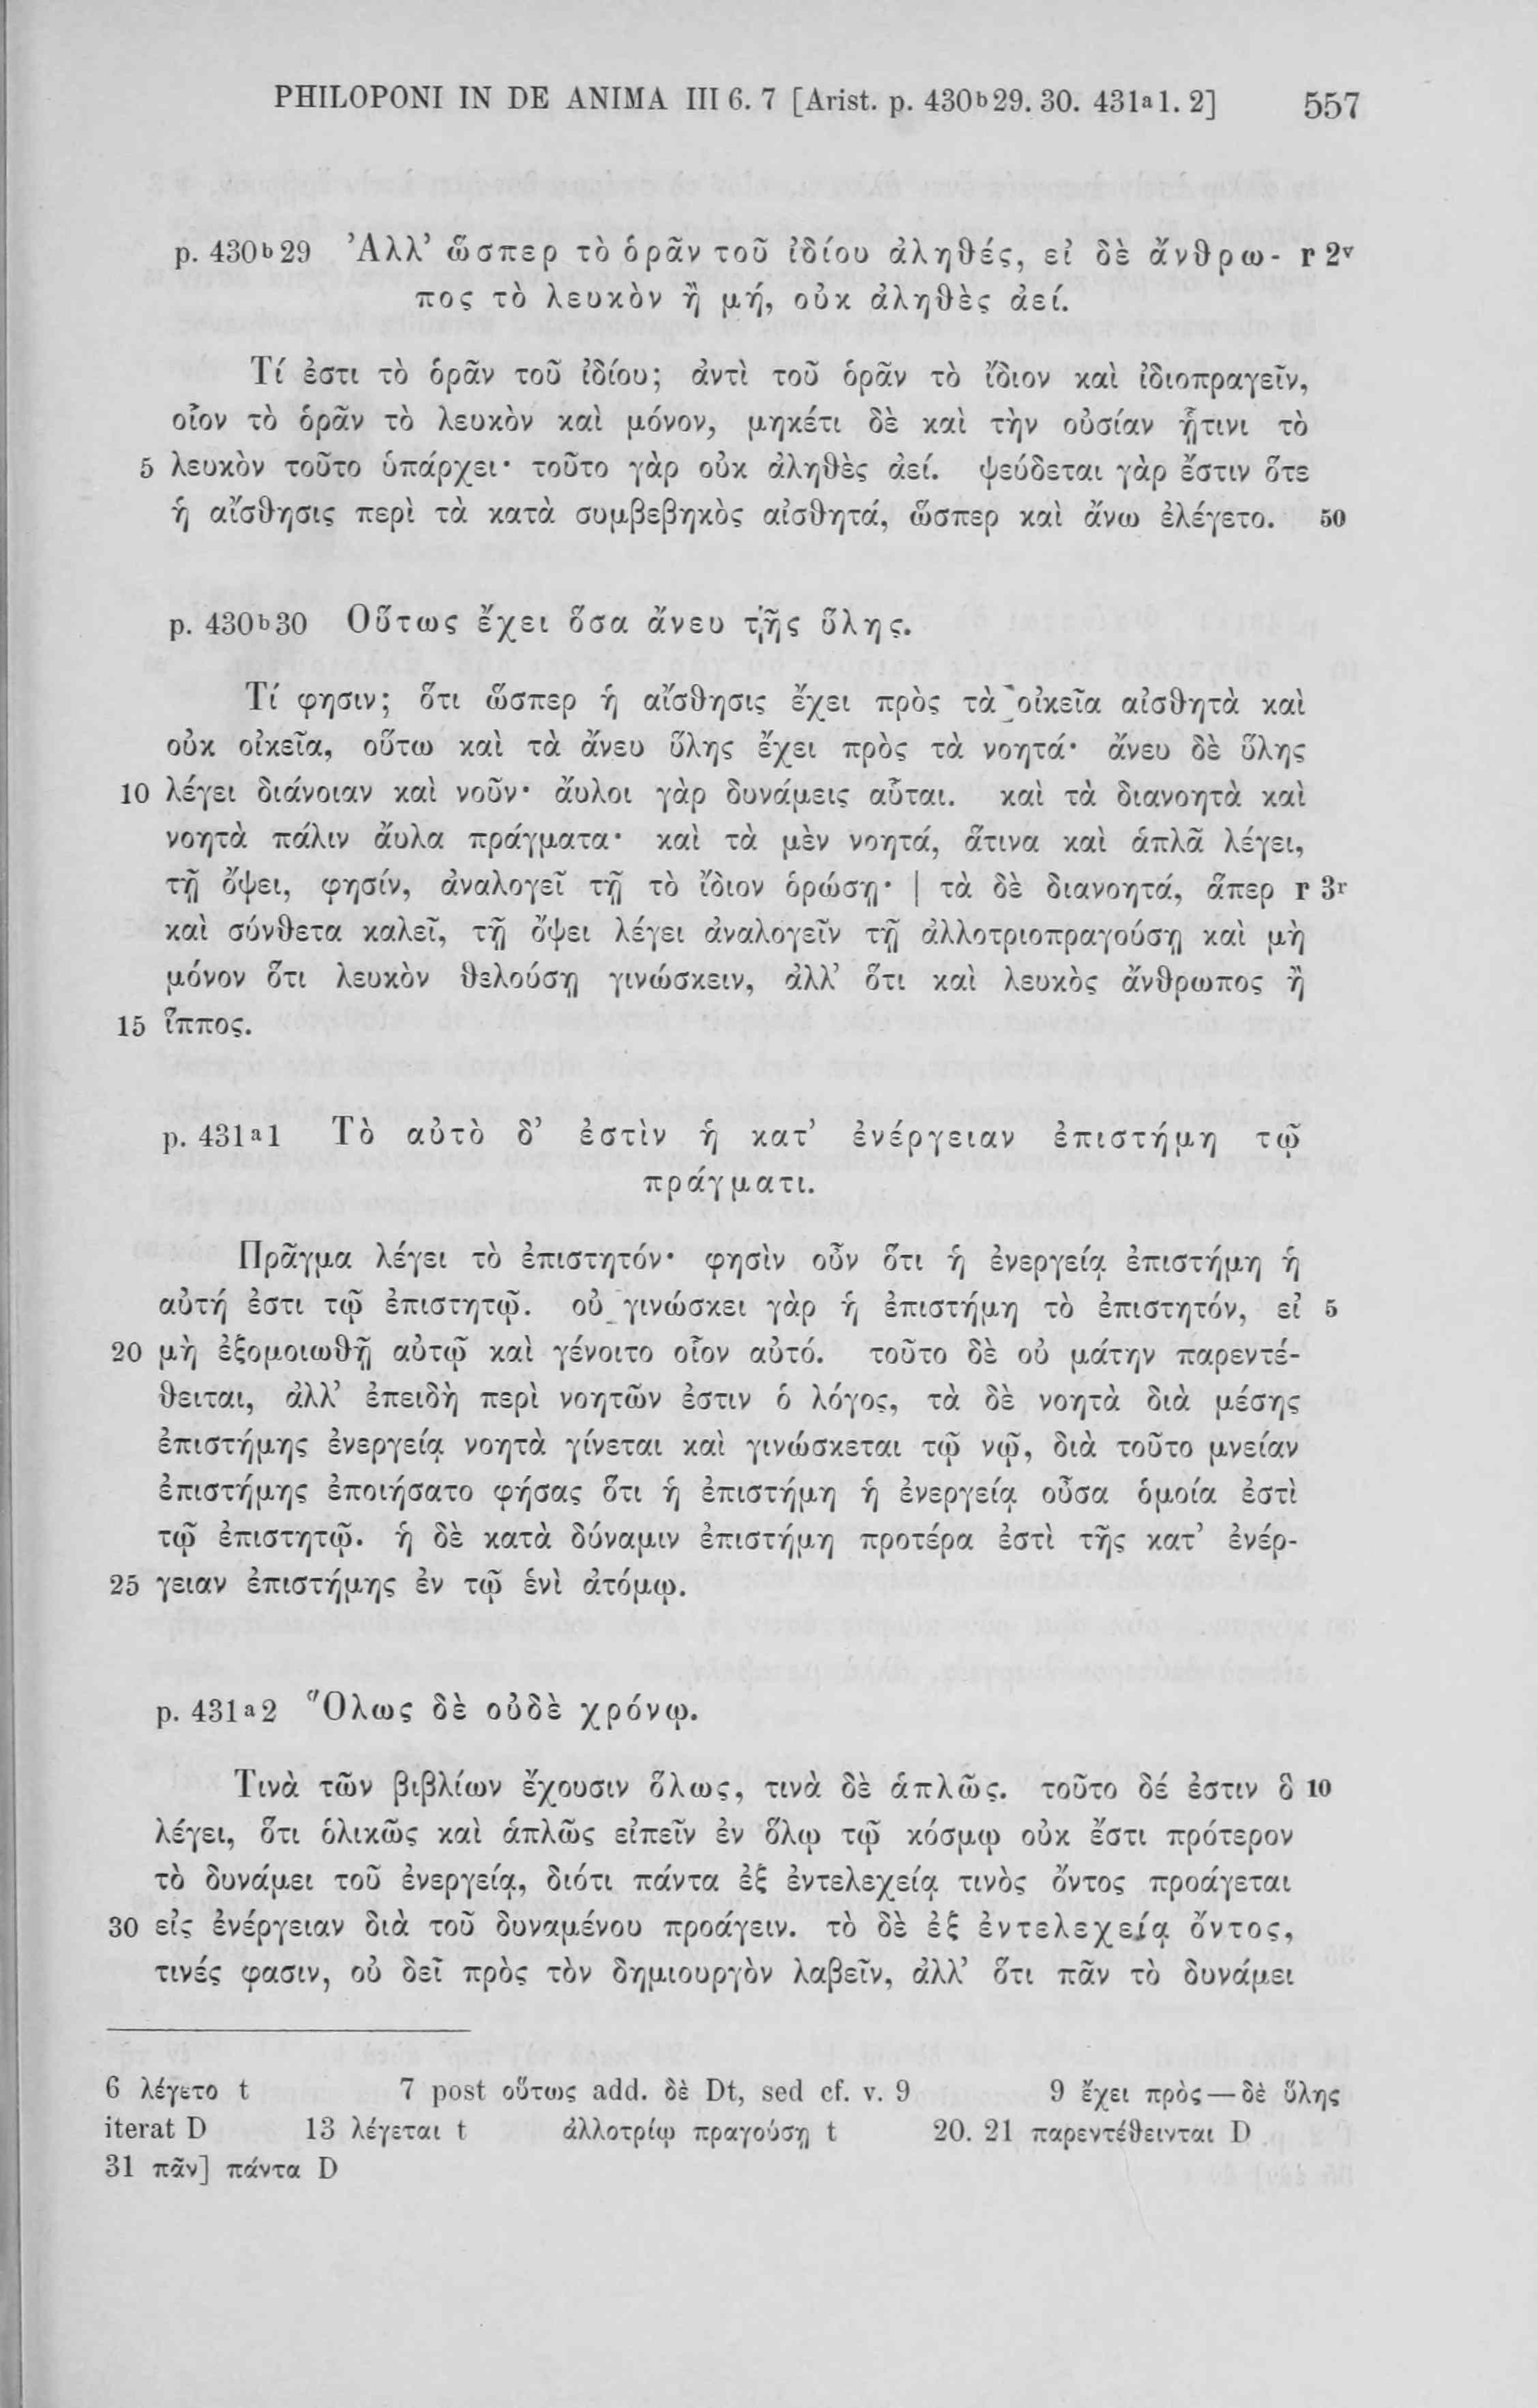 PHILOPONI IN DE ANIMA III 6. 7 [Arist. p. 430b29. 30. 431a1. 2] 557
p. 430b29 Ἀλλ’ ὥσπερ τὸ ὁρᾶν τοῦ ἰδίου ἀληθές, εἰ δὲ ἄνθρω- r 2v
πος τὸ λευκὸν ἢ μή, οὐκ ἀληθὲς ἀεί.
Τί ἐστι τὸ ὁρᾶν τοῦ ἰδίου; ἀντὶ τοῦ ὁρᾶν τὸ ἴδιον καὶ ἰδιοπραγεῖν,
οἷον τὸ ὁρᾶν τὸ λευκὸν καὶ μόνον, μηκέτι δὲ καὶ τὴν οὐσίαν ᾗτινι τὸ
5 λευκὸν τοῦτο ὑπάρχει· τοῦτο γὰρ οὐκ ἀληθὲς ἀεί. ψεύδεται γὰρ ἔστιν ὅτε
ἡ αἴσθησις περὶ τὰ κατὰ συμβεβηκὸς αἰσθητά, ὥσπερ καὶ ἄνω ἐλέγετο. 50
p. 430b30 Οὕτως ἔχει ὅσα ἄνευ τῆς ὕλης.
Τί φησιν; ὅτι ὥσπερ ἡ αἴσθησις ἔχει πρὸς τὰ οἰκεῖα αἰσθητὰ καὶ
οὐκ οἰκεῖα, οὕτω καὶ τὰ ἄνευ ὕλης ἔχει πρὸς τὰ νοητά· ἄνευ δὲ ὕλης
10 λέγει διάνοιαν καὶ νοῦν· ἄυλοι γὰρ δυνάμεις αὗται. καὶ τὰ διανοητὰ καὶ
νοητὰ πάλιν ἄυλα πράγματα· καὶ τὰ μὲν νοητά, ἅτινα καὶ ἁπλᾶ λέγει,
τῇ ὄψει, φησίν, ἀναλογεῖ τῇ τὸ ἴδιον ὁρώσῃ· | τὰ δὲ διανοητά, ἅπερ r 3r
καὶ σύνθετα καλεῖ, τῇ ὄψει λέγει ἀναλογεῖν τῇ ἀλλοτριοπραγούσῃ καὶ μὴ
μόνον ὅτι λευκὸν θελούσῃ γινώσκειν, ἀλλ’ ὅτι καὶ λευκὸς ἄνθρωπος ἢ
15 ἵππος.
p. 431a1 Τὸ αὐτὸ δ’ ἐστὶν ἡ κατ’ ἐνέργειαν ἐπιστήμη τῷ
πράγματι.
Πρᾶγμα λέγει τὸ ἐπιστητόν· φησὶν οὖν ὅτι ἡ ἐνεργείᾳ ἐπιστήμη ἡ
αὐτή ἐστι τῷ ἐπιστητῷ. οὐ γινώσκει γὰρ ἡ ἐπιστήμη τὸ ἐπιστητόν, εἰ 5
20 μὴ ἐξομοιωθῇ αὐτῷ καὶ γένοιτο οἷον αὐτό. τοῦτο δὲ οὐ μάτην παρεντέ-
θειται, ἀλλ’ ἐπειδὴ περὶ νοητῶν ἐστιν ὁ λόγος, τὰ δὲ νοητὰ διὰ μέσης
ἐπιστήμης ἐνεργείᾳ νοητὰ γίνεται καὶ γινώσκεται τῷ νῷ, διὰ τοῦτο μνείαν
ἐπιστήμης ἐποιήσατο φήσας ὅτι ἡ ἐπιστήμη ἡ ἐνεργείᾳ οὖσα ὁμοία ἐστὶ
τῷ ἐπιστητῷ. ἡ δὲ κατὰ δύναμιν ἐπιστήμη προτέρα ἐστὶ τῆς κατ’ ἐνέρ-
25 γειαν ἐπιστήμης ἐν τῷ ἑνὶ ἀτόμῳ.
p. 431a2 Ὅλως δὲ οὐδὲ χρόνῳ.
Τινὰ τῶν βιβλίων ἔχουσιν ὅλως, τινὰ δὲ ἁπλῶς. τοῦτο δέ ἐστιν ὃ 10
λέγει, ὅτι ὁλικῶς καὶ ἁπλῶς εἰπεῖν ἐν ὅλῳ τῷ κόσμῳ οὐκ ἔστι πρότερον
τὸ δυνάμει τοῦ ἐνεργείᾳ, διότι πάντα ἐξ ἐντελεχείᾳ τινὸς ὄντος προάγεται
30 εἰς ἐνέργειαν διὰ τοῦ δυναμένου προάγειν. τὸ δὲ ἐξ ἐντελεχείᾳ ὄντος,
τινές φασιν, οὐ δεῖ πρὸς τὸν δημιουργὸν λαβεῖν, ἀλλ’ ὅτι πᾶν τὸ δυνάμει
6 λέγετο t 7 post οὕτως add. δὲ Dt, sed cf. v. 9 9 ἔχει πρὸς — δὲ ὕλης
iterat D 13 λέγεται t ἀλλοτρίῳ πραγούσῃ t 20. 21 παρεντέθεινται D
31 πᾶν] πάντα D